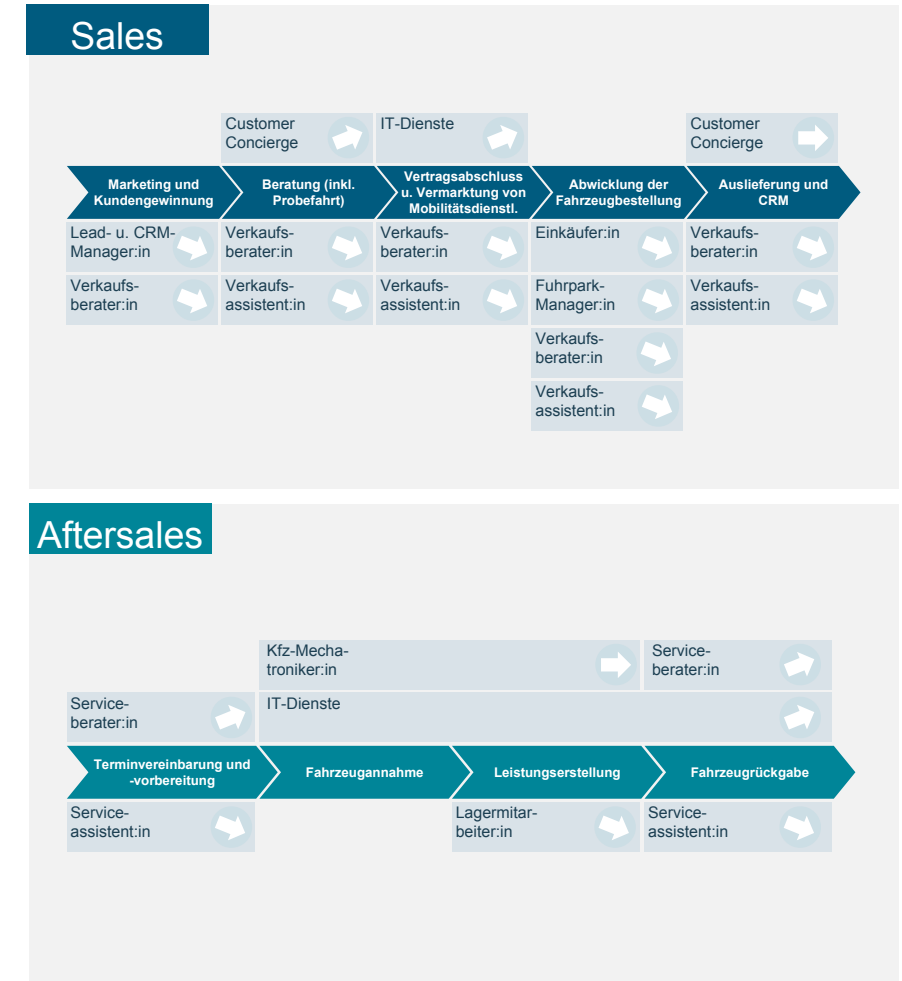 Sales
Customer
Concierge
IT-Dienste
Customer
Concierge
Marketing und
Kundengewinnung
Beratung (inkl.
Probefahrt)
Vertragsabschluss
u. Vermarktung von
Mobilitätsdienstl.
Abwicklung der
Fahrzeugbestellung
Auslieferung und
CRM
Lead- u. CRM-
Manager:in
Verkaufs-
berater:in
Verkaufs-
berater:in
Einkäufer:in
Verkaufs-
berater:in
Verkaufs-
berater:in
Verkaufs-
assistent:in
Verkaufs-
assistent:in
Fuhrpark-
Manager:in
Verkaufs-
assistent:in
Verkaufs-
berater:in
Verkaufs-
assistent:in
Aftersales
Kfz-Mecha-
troniker:in
Service-
berater:in
Service-
berater:in
IT-Dienste
Terminvereinbarung und
-vorbereitung
Fahrzeugannahme
Leistungserstellung
Fahrzeugrückgabe
Service-
assistent:in
Lagermitar-
beiter:in
Service-
assistent:in